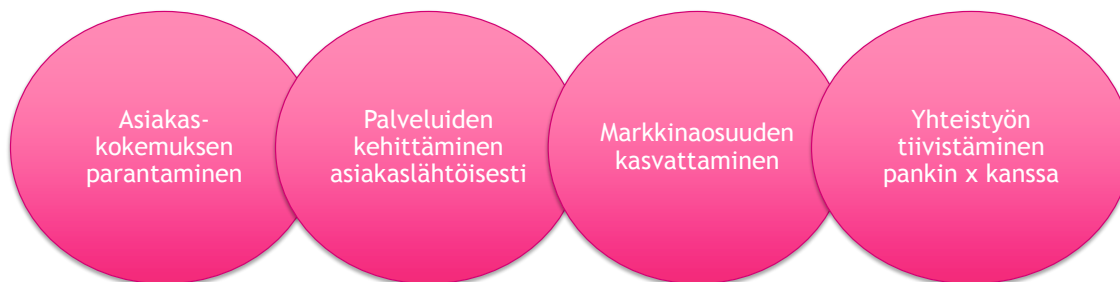 Asiakas-
kokemuksen
parantaminen
Palveluiden
kehittäminen
asiakaslähtöisesti
Markkinaosuuden
kasvattaminen
Yhteistyön
tiivistäminen
pankin x kanssa